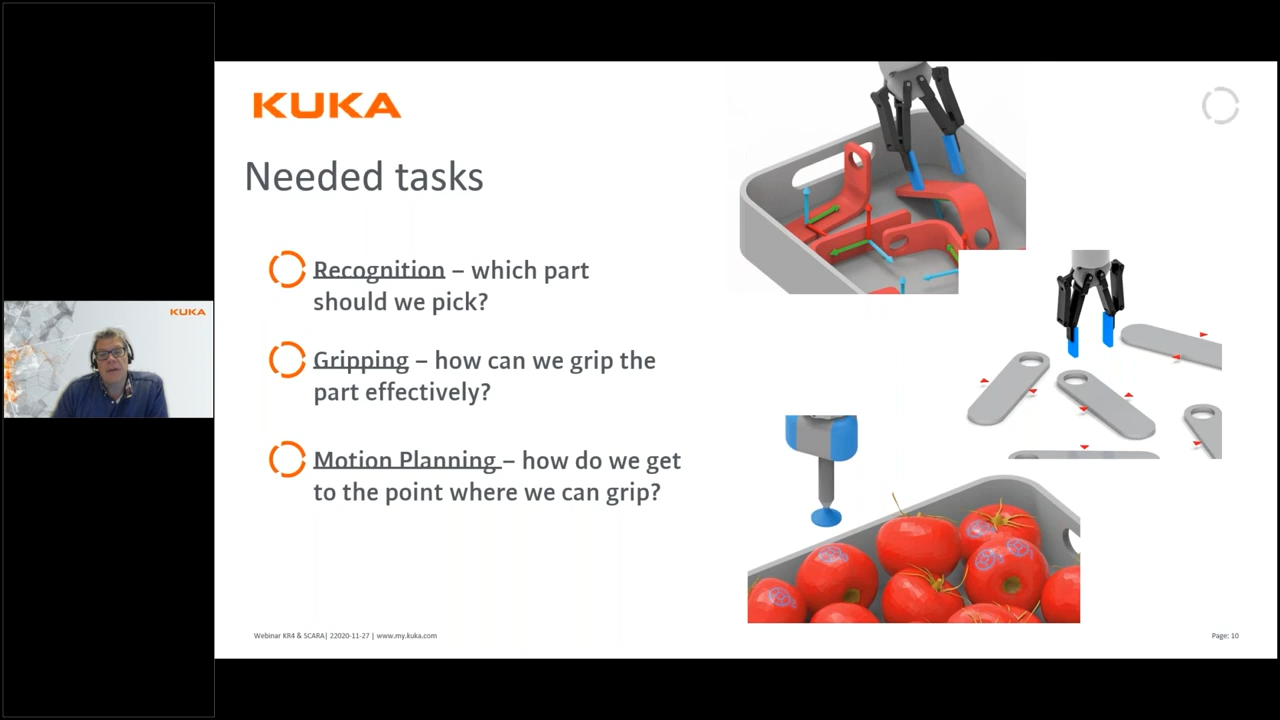 KUKA
Needed tasks
Recognition – which part
should we pick?
Gripping – how can we grip the
part effectively?
Motion Planning – how do we get
to the point where we can grip?
Webinar KR4 & SCARA| 22020-11-27 | www.my.kuka.com
Page: 10
KUKA